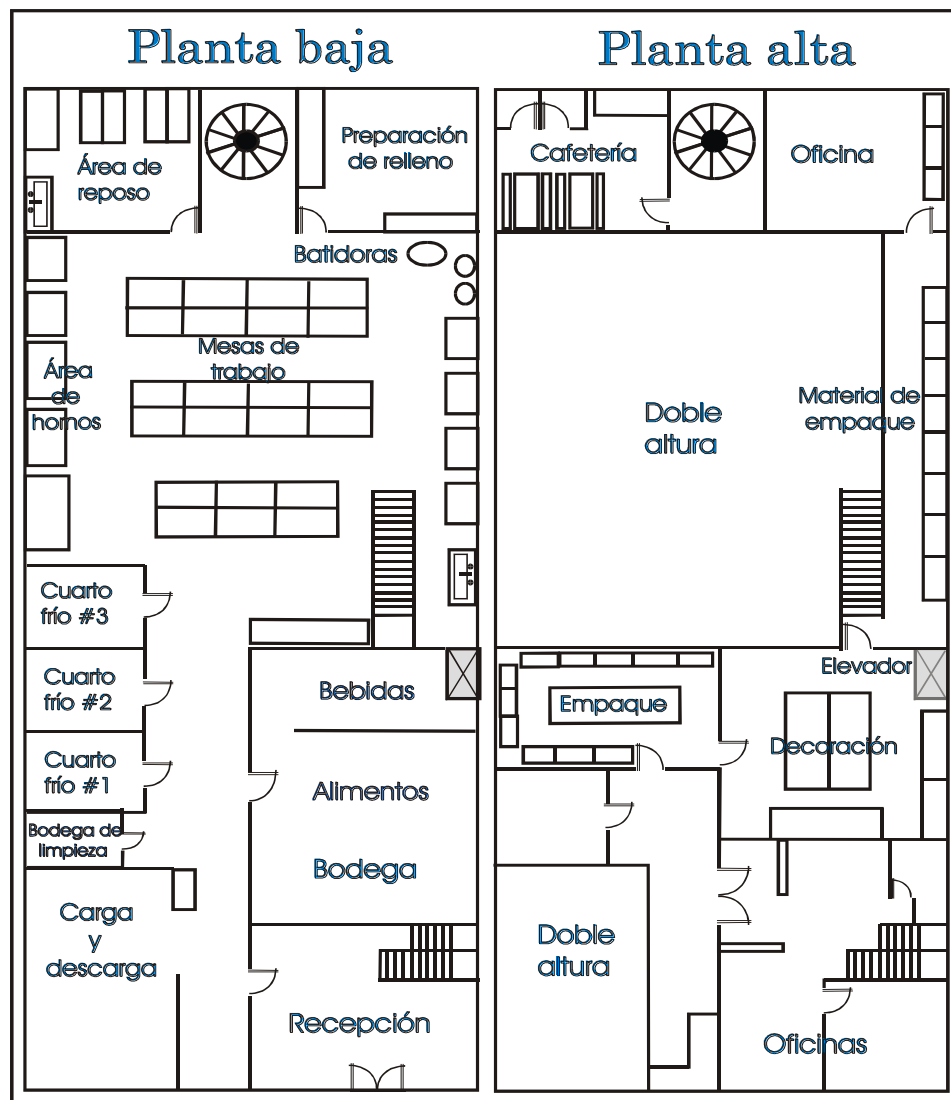 Planta baja
Planta alta
Área de
reposo
Preparación
de relleno
Batidoras
Mesas de
trabajo
Área
de
hornos
Cuarto
frío #3
Cuarto
frío #2
Cuarto
frío #1
Bodega de
limpieza
Carga
y
descarga
Bebidas
Alimentos
Bodega
Recepción
Cafetería
Oficina
Doble
altura
Material de
empaque
Elevador
Empaque
Decaración
Doble
altura
Oficinas